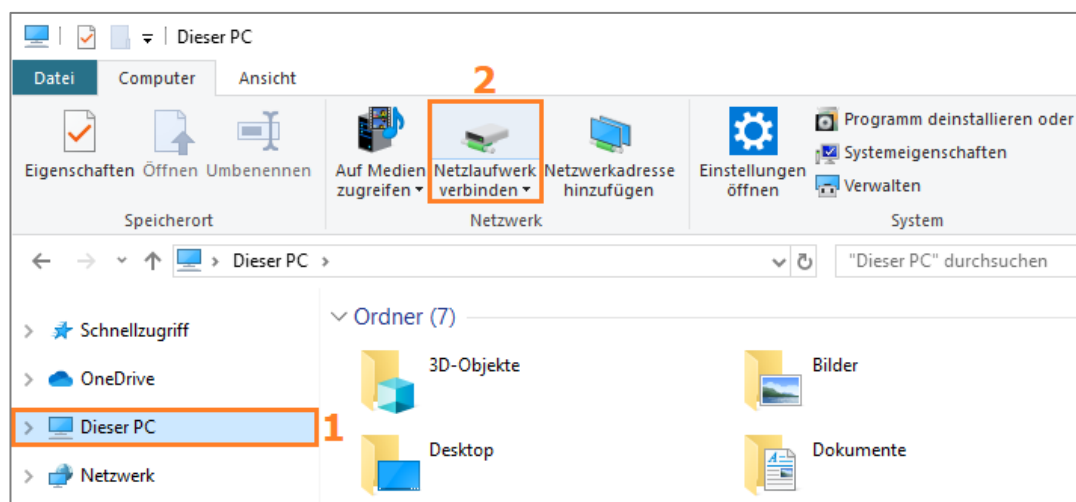 Dieser PC
Datei Computer Ansicht
2
Eigenschaften Öffnen Umbenennen
Speicherort
Auf Medien zugreifen
Netzlaufwerk verbinden
Netzwerkadresse hinzufügen
Netzwerk
Einstellungen öffnen
Programm deinstallieren oder
Systemeigenschaften
Verwalten
System
Dieser PC
"Dieser PC" durchsuchen
Schnellzugriff
OneDrive
Dieser PC
1
Netzwerk
Ordner (7)
3D-Objekte
Bilder
Desktop
Dokumente